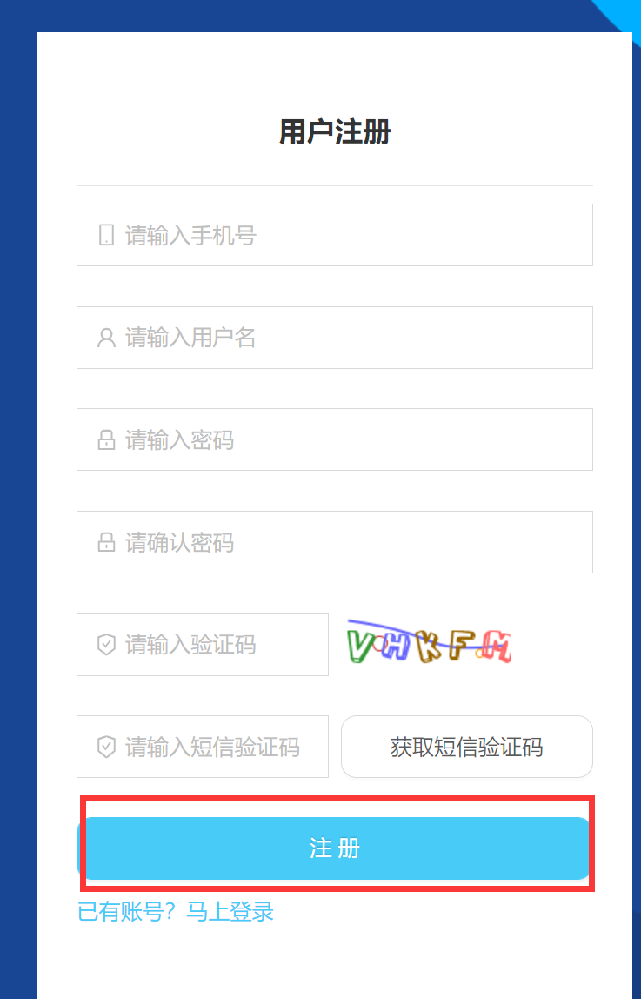 用户注册
请输入手机号
请输入用户名
请输入密码
请确认密码
请输入验证码 VHKFM
请输入短信验证码 获取短信验证码
注 册
已有账号？马上登录